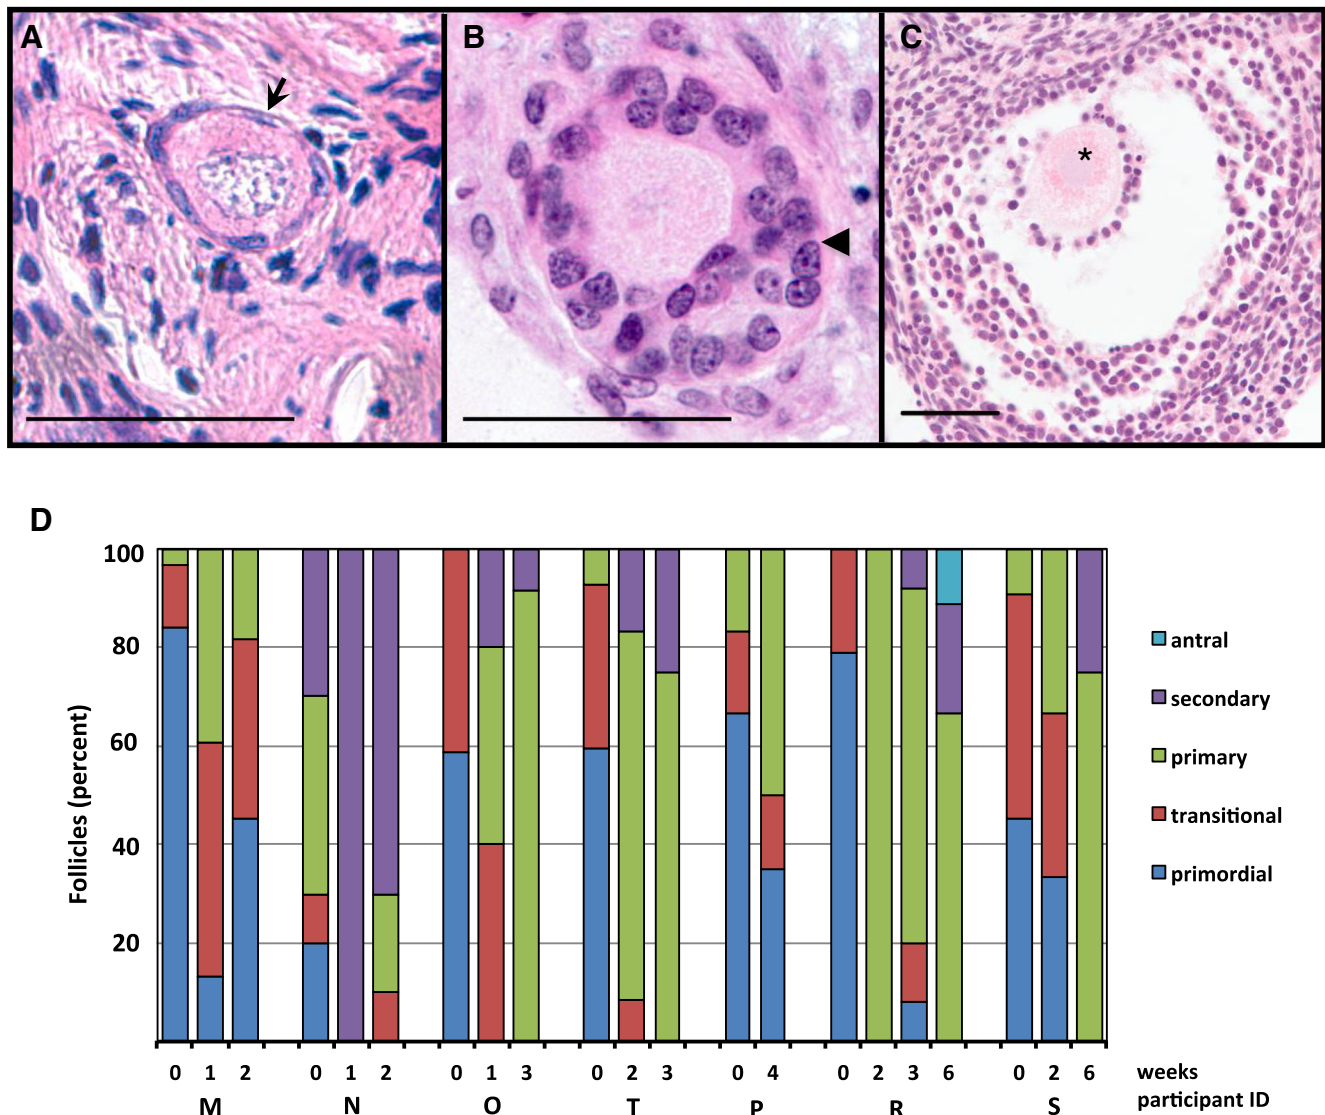 A B C
*
D
100
80
60
40
20
Follicles (percent)
antral
secondary
primary
transitional
primordial
0 1 2 0 1 2 0 1 3 0 2 3 0 4 0 2 3 6 0 2 6 weeks
M N O T P R S participant ID